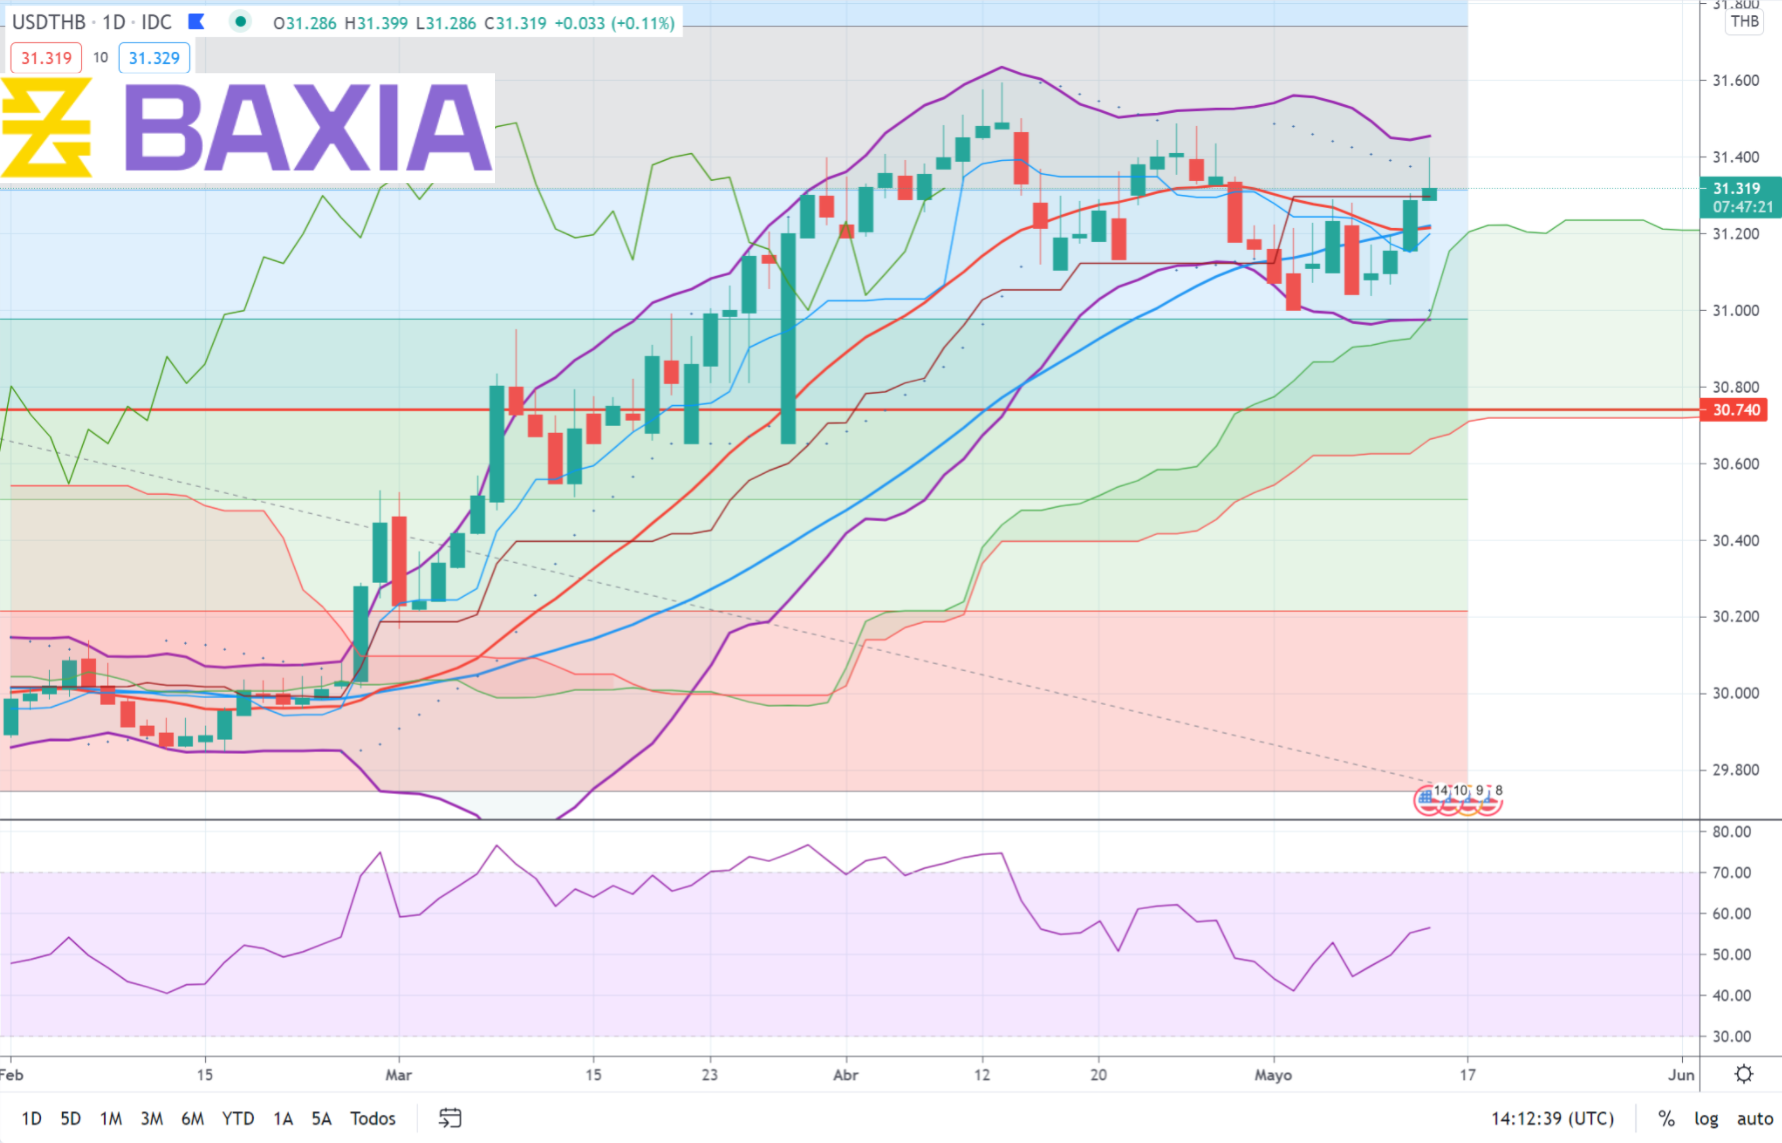 USDTHB · 1D · IDC O31.286 H31.399 L31.286 C31.319 +0.033 (+0.11%)
31.319 10 31.329
BAXIA
31.800
THB
31.600
31.400
31.319
07:47:21
31.200
31.000
30.800
30.740
30.600
30.400
30.200
30.000
29.800
14 10 9 8
80.00
70.00
60.00
50.00
40.00
30.00
Feb 15 Mar 15 23 Abr 12 20 Mayo 17 Jun
1D 5D 1M 3M 6M YTD 1A 5A Todos 14:12:39 (UTC) % log auto